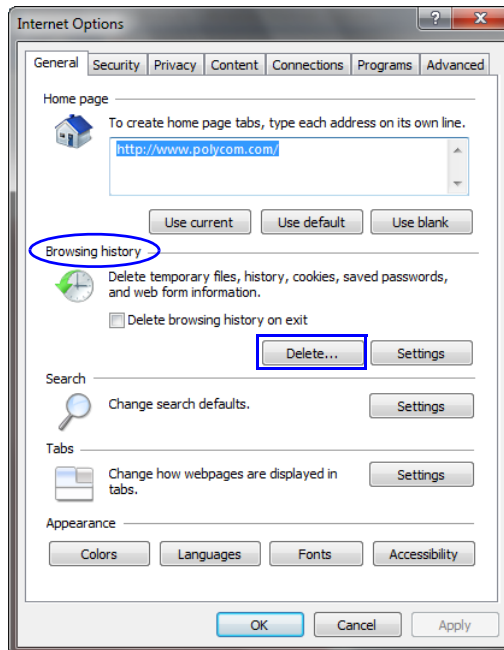 Internet Options
General Security Privacy Content Connections Programs Advanced
Home page
To create home page tabs, type each address on its own line.
http://www.polycom.com/
Use current Use default Use blank
Browsing history
Delete temporary files, history, cookies, saved passwords,
and web form information.
Delete browsing history on exit
Delete... Settings
Search
Change search defaults.
Settings
Tabs
Change how webpages are displayed in
tabs.
Settings
Appearance
Colors Languages Fonts Accessibility
OK Cancel Apply